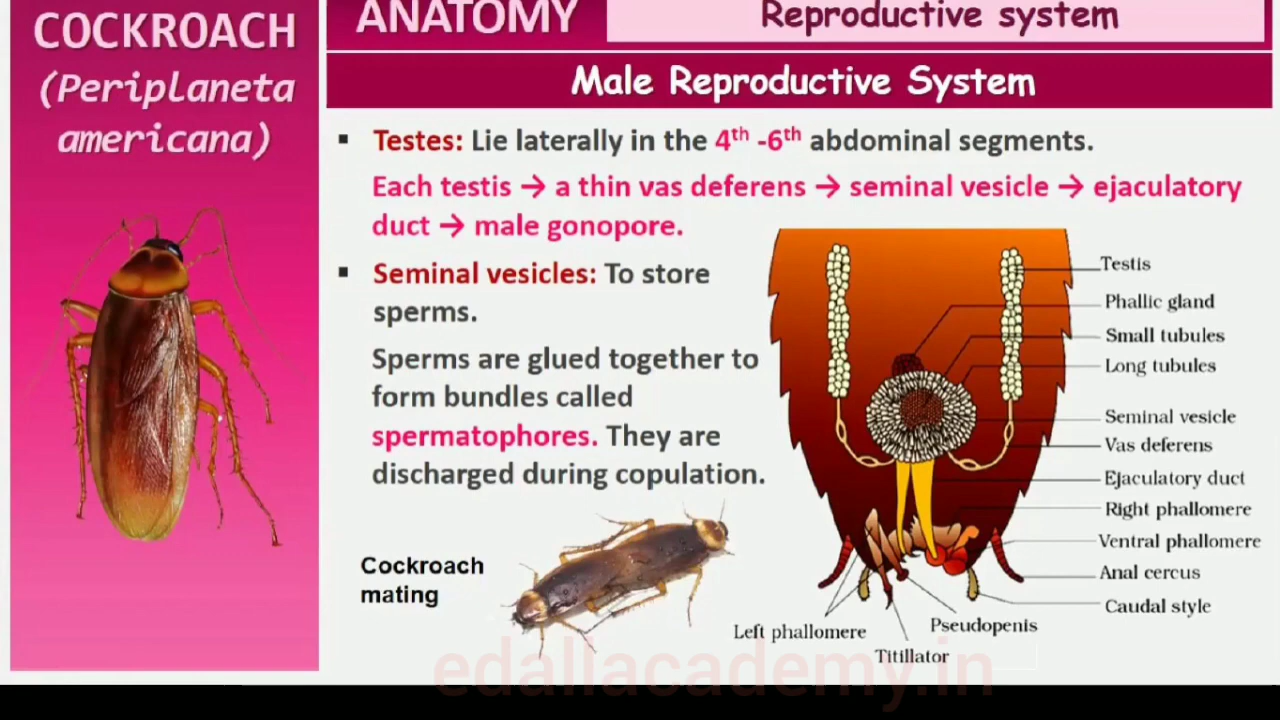 COCKROACH
(Periplaneta
americana)
ANATOMY
Reproductive system
Male Reproductive System
▪ Testes: Lie laterally in the 4th -6th abdominal segments.
Each testis → a thin vas deferens → seminal vesicle → ejaculatory
duct → male gonopore.
▪ Seminal vesicles: To store
sperms.
Sperms are glued together to
form bundles called
spermatophores. They are
discharged during copulation.
Cockroach
mating
Testis
Phallic gland
Small tubules
Long tubules
Seminal vesicle
Vas deferens
Ejaculatory duct
Right phallomere
Ventral phallomere
Anal cercus
Caudal style
Pseudopenis
Left phallomere
Titillator
edallacademy.in